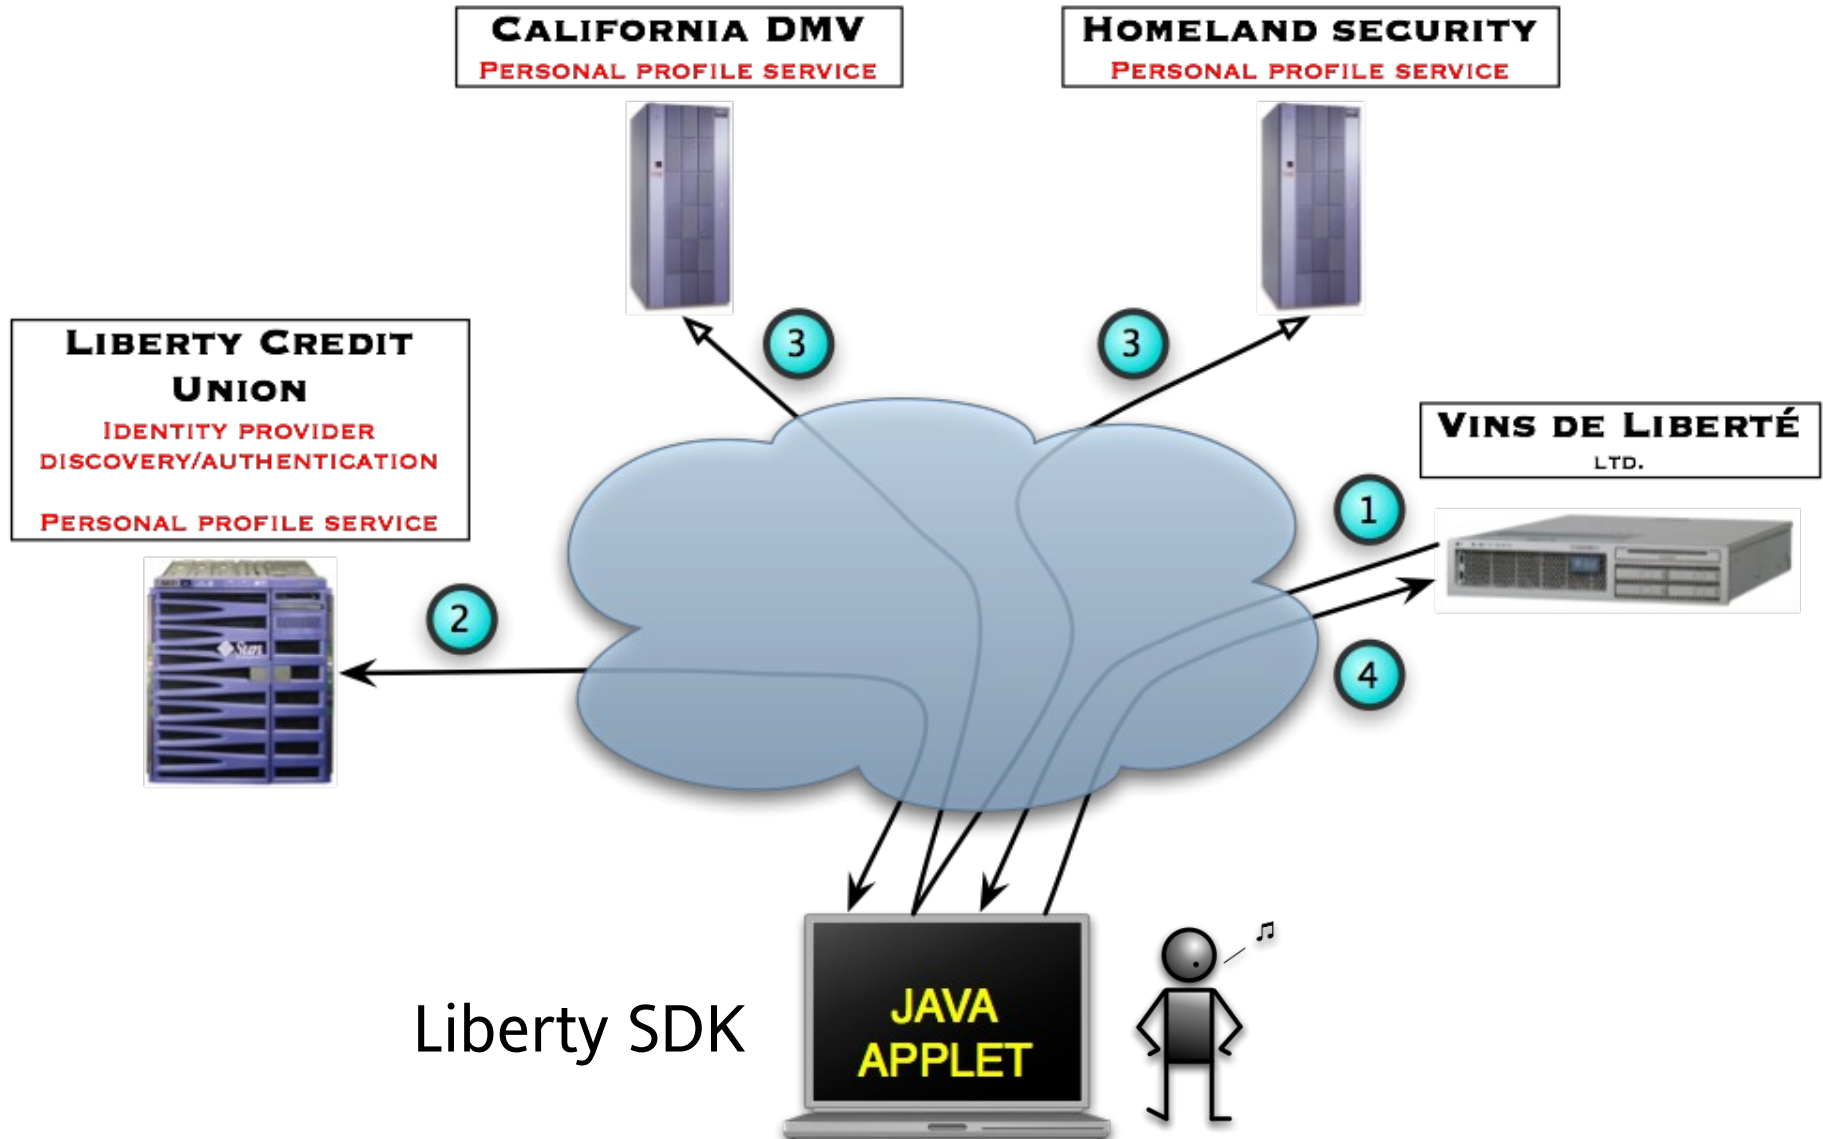 CALIFORNIA DMV
PERSONAL PROFILE SERVICE
HOMELAND SECURITY
PERSONAL PROFILE SERVICE
LIBERTY CREDIT
UNION
IDENTITY PROVIDER
DISCOVERY/AUTHENTICATION
PERSONAL PROFILE SERVICE
VINS DE LIBERTÉ
LTD.
3
3
1
2
4
Sun
Liberty SDK
JAVA
APPLET